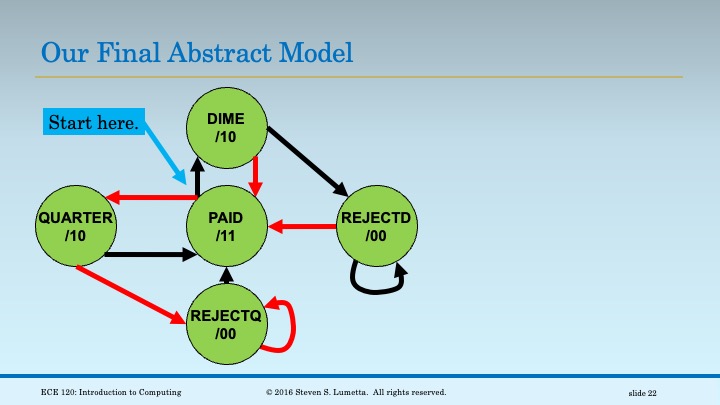 Our Final Abstract Model
Start here.
DIME
/10
QUARTER
/10
PAID
/11
REJECTD
/00
REJECTQ
/00
ECE 120: Introduction to Computing
© 2016 Steven S. Lumetta. All rights reserved.
slide 22